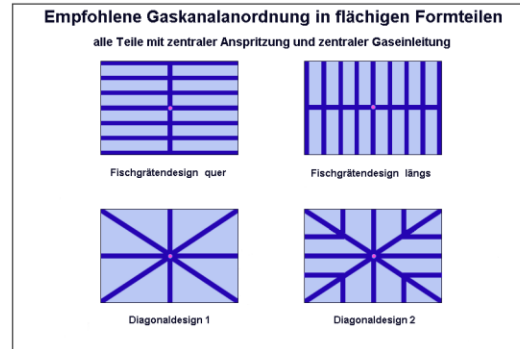 Empfohlene Gaskanalanordnung in flächigen Formteilen
alle Teile mit zentraler Anspritzung und zentraler Gaseinleitung
Fischgrätendesign quer
Fischgrätendesign längs
Diagonaldesign 1
Diagonaldesign 2